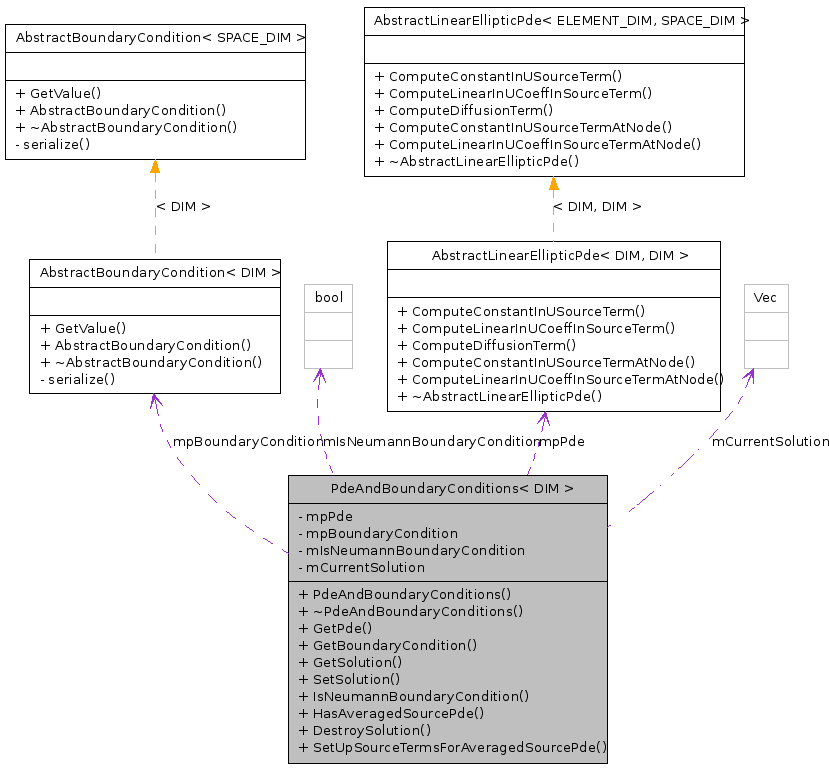 AbstractBoundaryCondition< SPACE_DIM >
+ GetValue()
+ AbstractBoundaryCondition()
+ ~AbstractBoundaryCondition()
- serialize()
AbstractLinearEllipticPde< ELEMENT_DIM, SPACE_DIM >
+ ComputeConstantInUSourceTerm()
+ ComputeLinearInUCoeffInSourceTerm()
+ ComputeDiffusionTerm()
+ ComputeConstantInUSourceTermAtNode()
+ ComputeLinearInUCoeffInSourceTermAtNode()
+ ~AbstractLinearEllipticPde()
< DIM >
< DIM, DIM >
AbstractBoundaryCondition< DIM >
+ GetValue()
+ AbstractBoundaryCondition()
+ ~AbstractBoundaryCondition()
- serialize()
bool
AbstractLinearEllipticPde< DIM, DIM >
+ ComputeConstantInUSourceTerm()
+ ComputeLinearInUCoeffInSourceTerm()
+ ComputeDiffusionTerm()
+ ComputeConstantInUSourceTermAtNode()
+ ComputeLinearInUCoeffInSourceTermAtNode()
+ ~AbstractLinearEllipticPde()
Vec
mpBoundaryCondition
mIsNeumannBoundaryCondition
mpPde
mCurrentSolution
PdeAndBoundaryConditions< DIM >
- mpPde
- mpBoundaryCondition
- mIsNeumannBoundaryCondition
- mCurrentSolution
+ PdeAndBoundaryConditions()
+ ~PdeAndBoundaryConditions()
+ GetPde()
+ GetBoundaryCondition()
+ GetSolution()
+ SetSolution()
+ IsNeumannBoundaryCondition()
+ HasAveragedSourcePde()
+ DestroySolution()
+ SetUpSourceTermsForAveragedSourcePde()